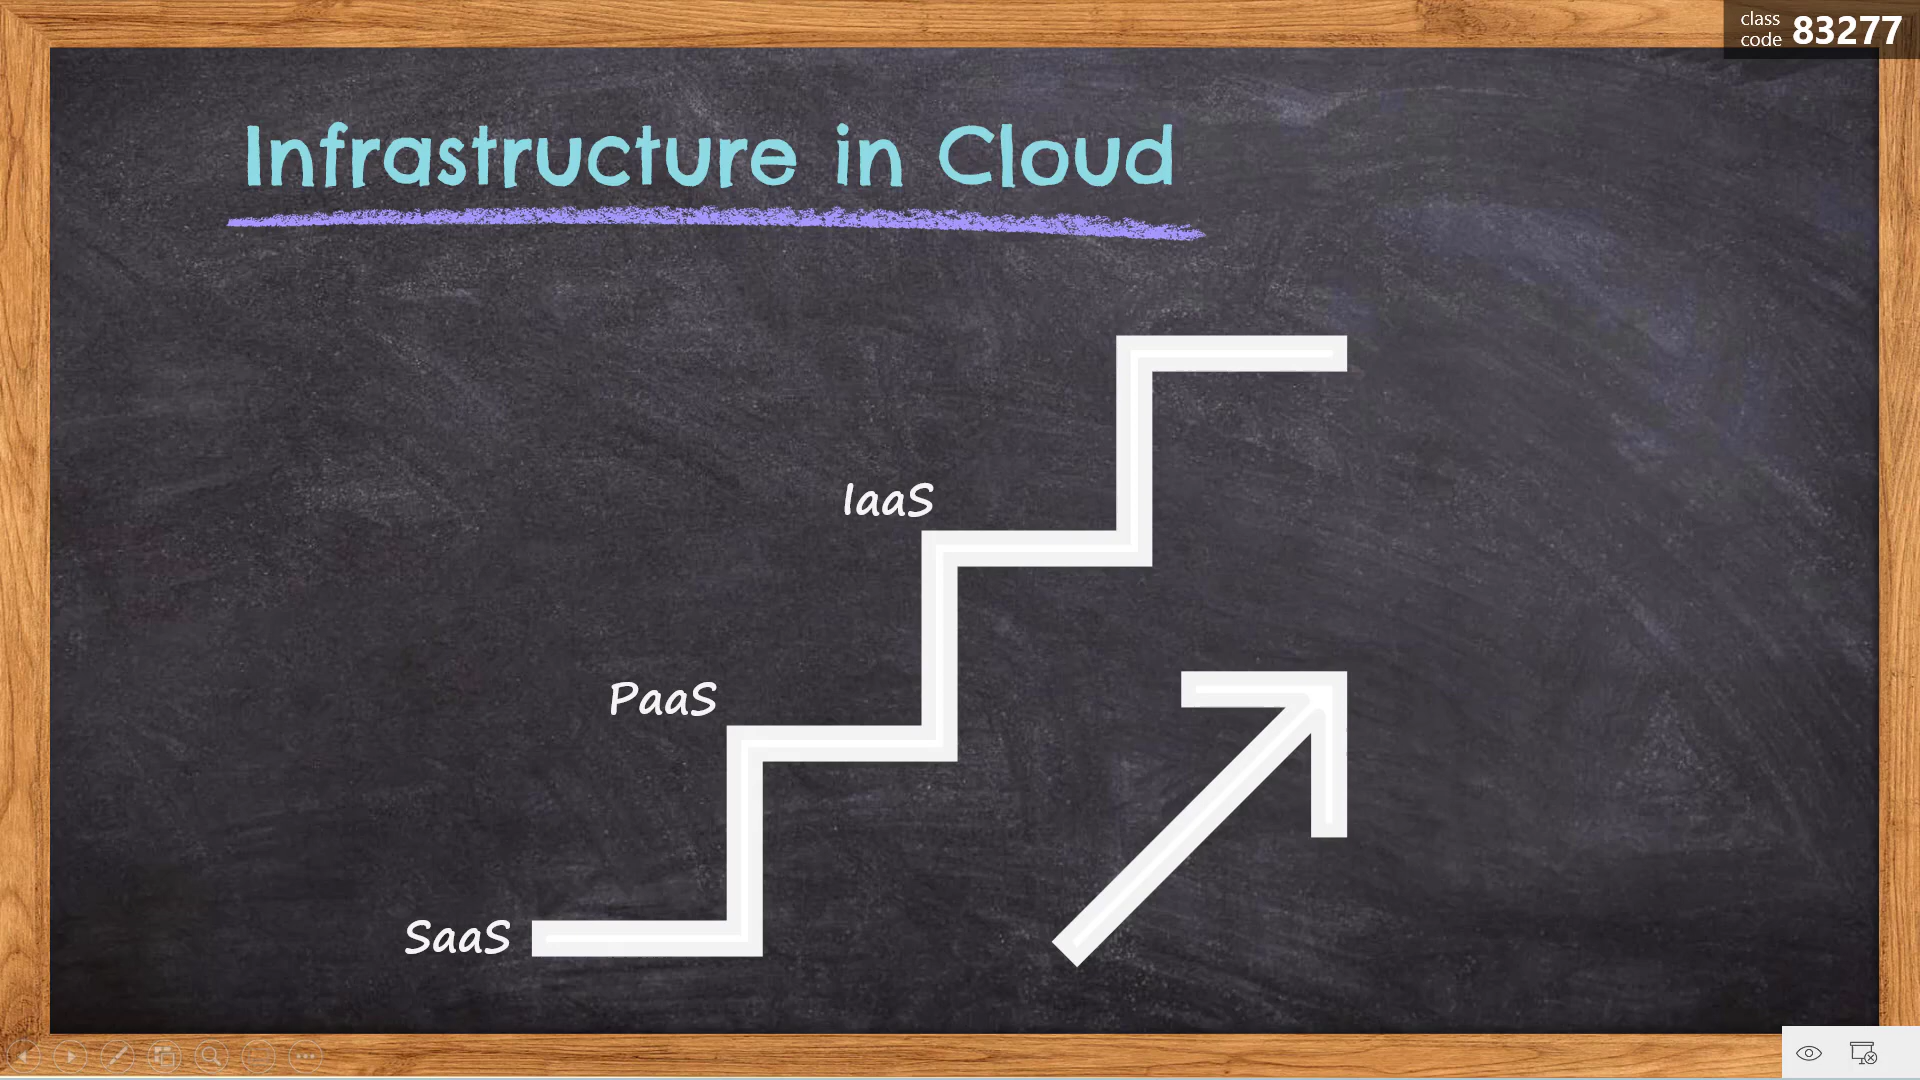 class
code 83277
Infrastructure in Cloud
IaaS
PaaS
SaaS